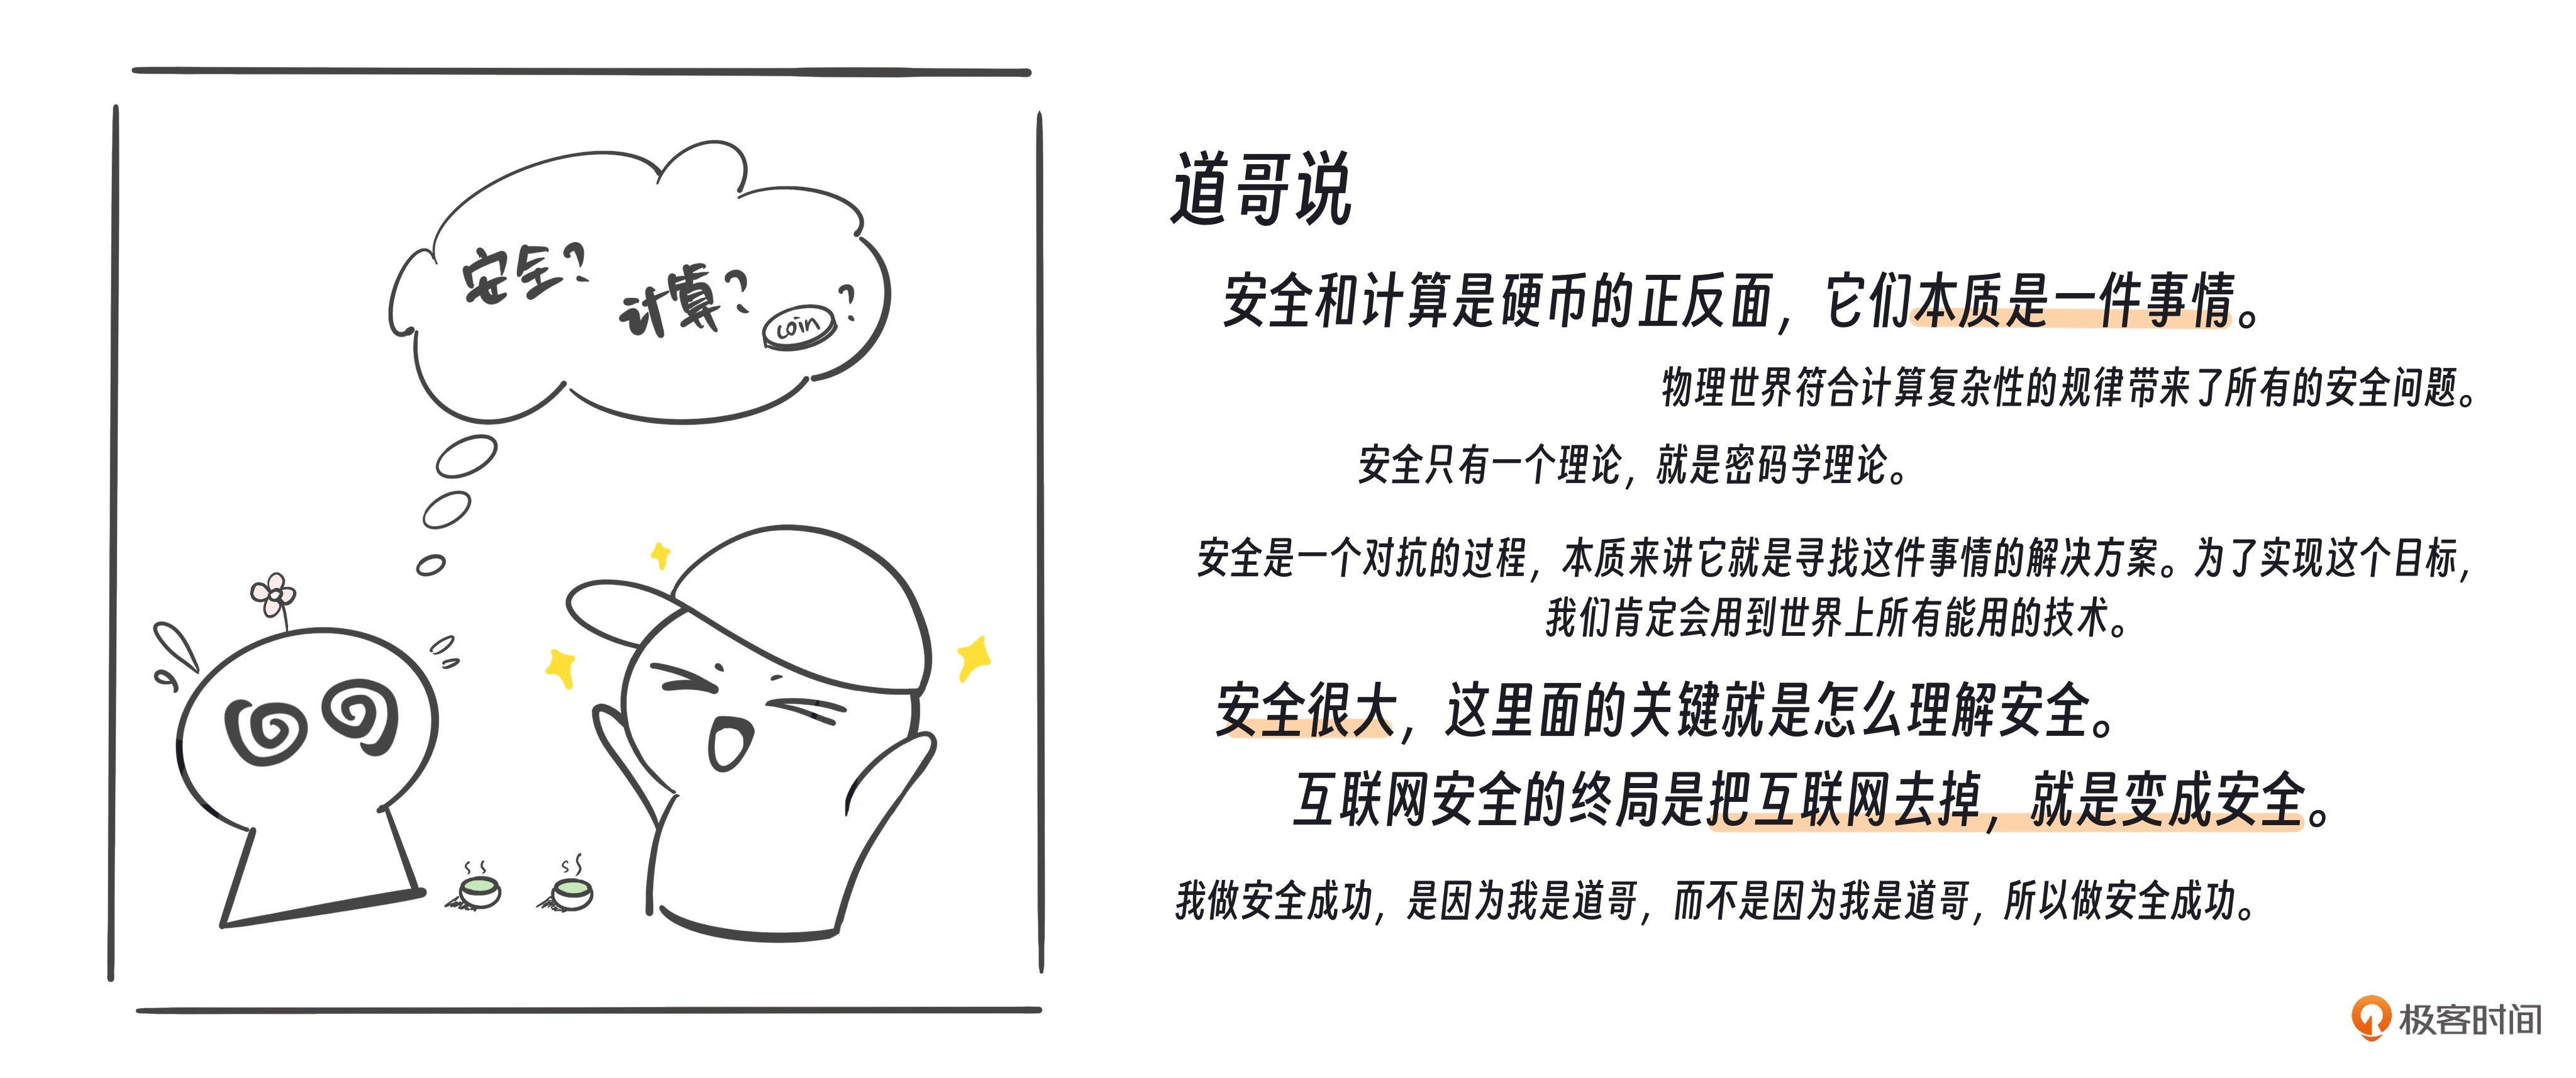 安全?
计算?
coin?
道哥说
安全和计算是硬币的正反面，它们本质是一件事情。
物理世界符合计算复杂性的规律带来了所有的安全问题。
安全只有一个理论，就是密码学理论。
安全是一个对抗的过程，本质来讲它就是寻找这件事情的解决方案。为了实现这个目标，
我们肯定会用到世界上所有能用的技术。
安全很大，这里面的关键就是怎么理解安全。
互联网安全的终局是把互联网去掉，就是变成安全。
我做安全成功，是因为我是道哥，而不是因为我是道哥，所以做安全成功。
极客时间